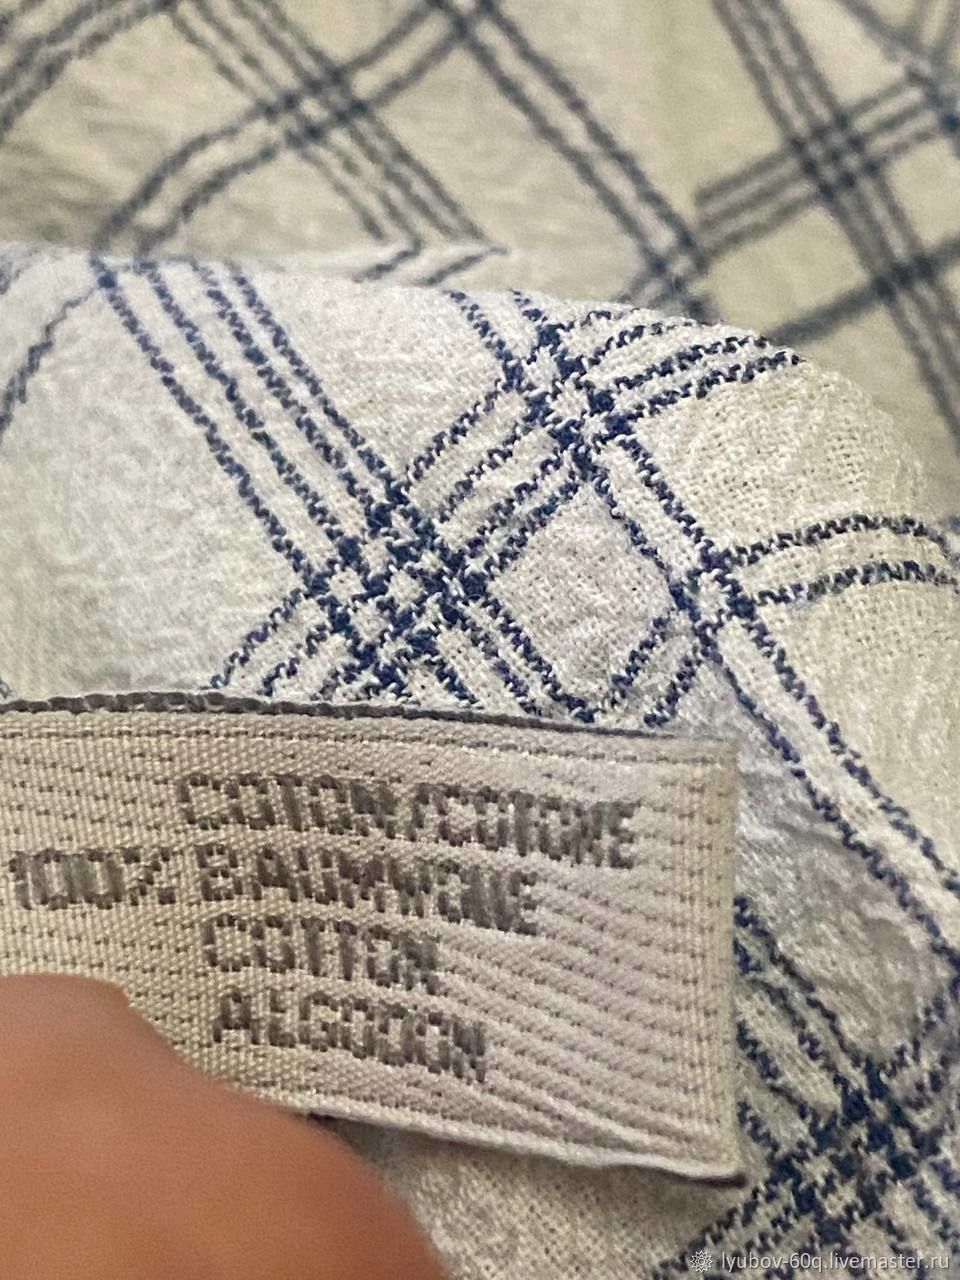 COTON/COTONE
100% BAUMWOLLE
COTTON
ALGODON
lyubov-60q.livemaster.ru